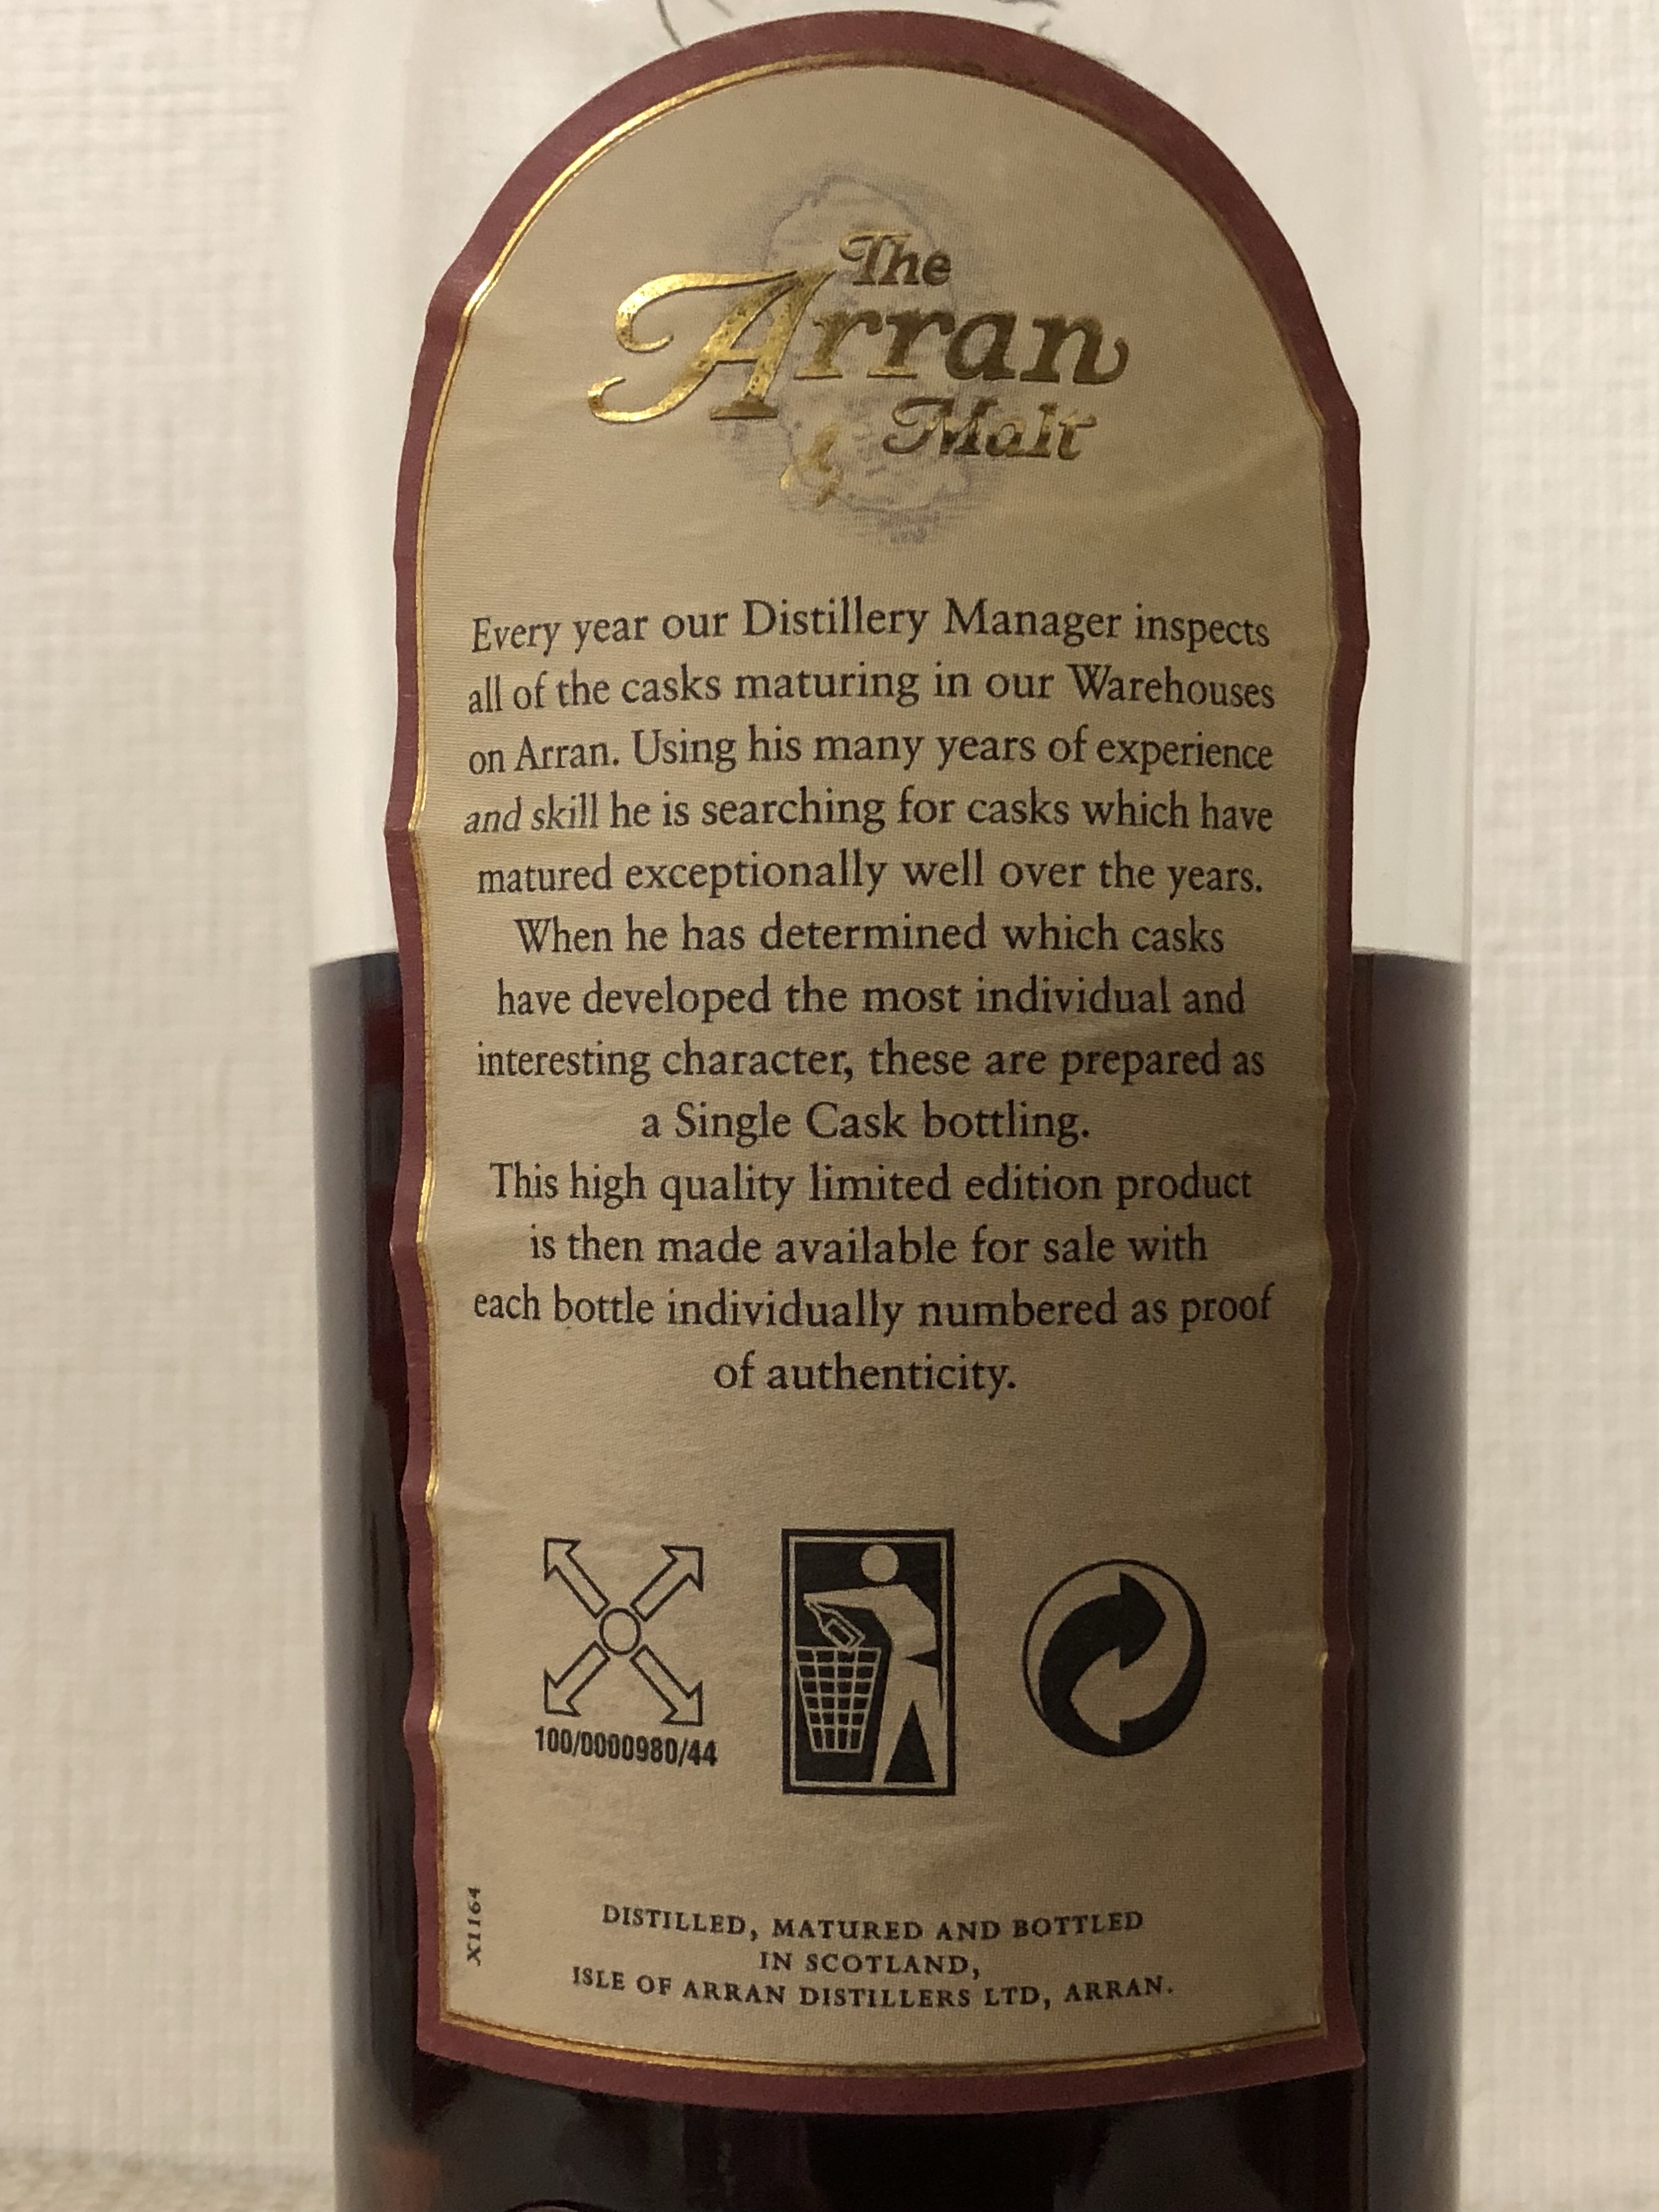 The
Arran
Malt
Every year our Distillery Manager inspects
all of the casks maturing in our Warehouses
on Arran. Using his many years of experience
and skill he is searching for casks which have
matured exceptionally well over the years.
When he has determined which casks
have developed the most individual and
interesting character, these are prepared as
a Single Cask bottling.
This high quality limited edition product
is then made available for sale with
each bottle individually numbered as proof
of authenticity.
100/0000980/44
X1164
DISTILLED, MATURED AND BOTTLED
IN SCOTLAND,
ISLE OF ARRAN DISTILLERS LTD, ARRAN.